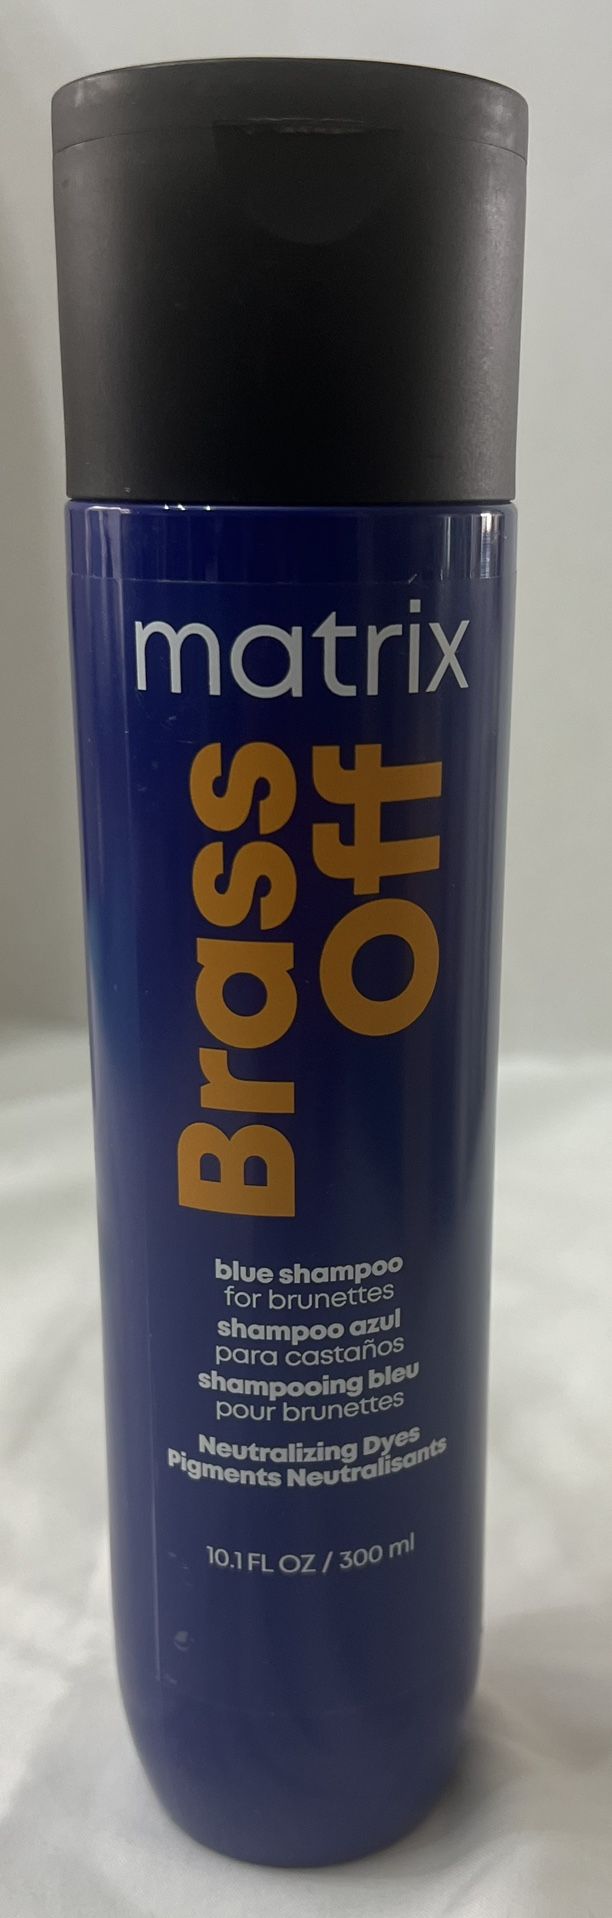 matrix
Brass
Off
blue shampoo
for brunettes
shampoo azul
para castaños
shampooing bleu
pour brunettes
Neutralizing Dyes
Pigments Neutralisants
10.1 FL OZ / 300 ml